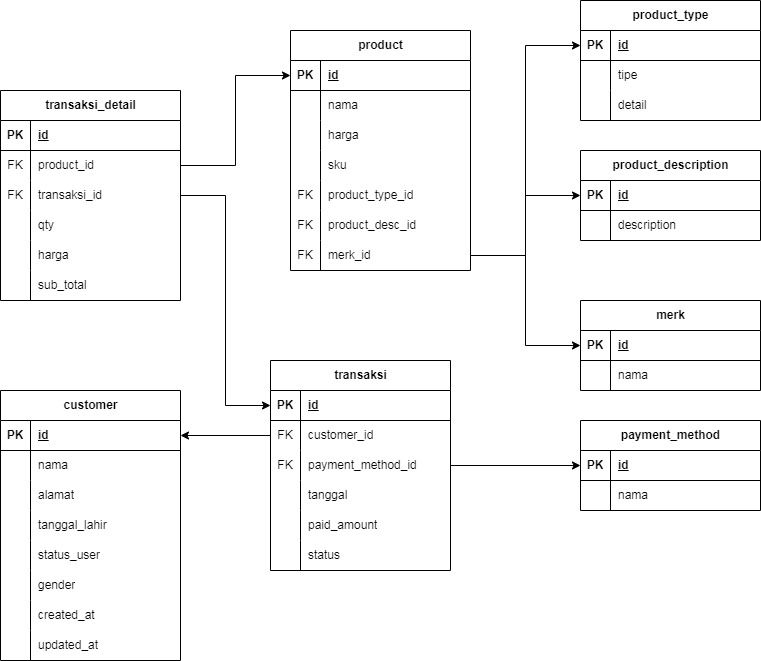 product_type
PK id
tipe
detail
product
PK id
nama
harga
sku
FK product_type_id
FK product_desc_id
FK merk_id
transaksi_detail
PK id
FK product_id
FK transaksi_id
qty
harga
sub_total
product_description
PK id
description
merk
PK id
nama
transaksi
PK id
FK customer_id
FK payment_method_id
tanggal
paid_amount
status
customer
PK id
nama
alamat
tanggal_lahir
status_user
gender
created_at
updated_at
payment_method
PK id
nama